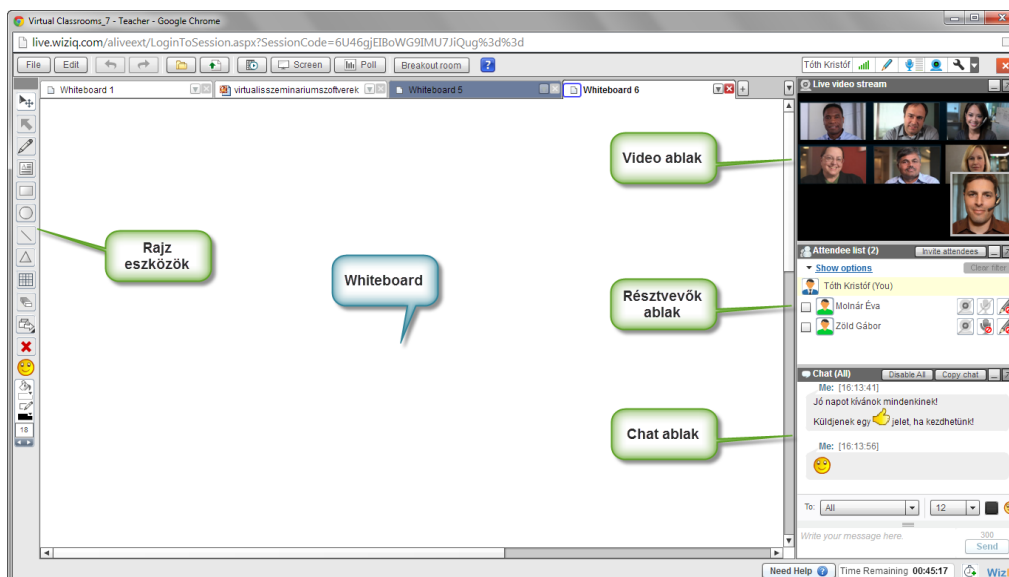 Virtual Classrooms_7 - Teacher - Google Chrome
live.wiziq.com/aliveext/LoginToSession.aspx?SessionCode=6U46gjEIBoWG9IMU7JiQug%3d%3d
File Edit Screen Poll Breakout room ? Tóth Kristóf
Whiteboard 1 virtualisszeminariumszoftverek Whiteboard 5 Whiteboard 6
Live video stream
Video ablak
Rajz
eszközök
Whiteboard
Attendee list (2) Invite attendees
Show options Clear filter
Tóth Kristóf (You)
Molnár Éva
Zöld Gábor
Résztvevők
ablak
Chat (All) Disable All Copy chat
Me: [16:13:41]
Jó napot kívánok mindenkinek!
Küldjenek egy jelet, ha kezdhetünk!
Me: [16:13:56]
Chat ablak
18
To: All 12
Write your message here. 300
Send
Need Help ? Time Remaining 00:45:17